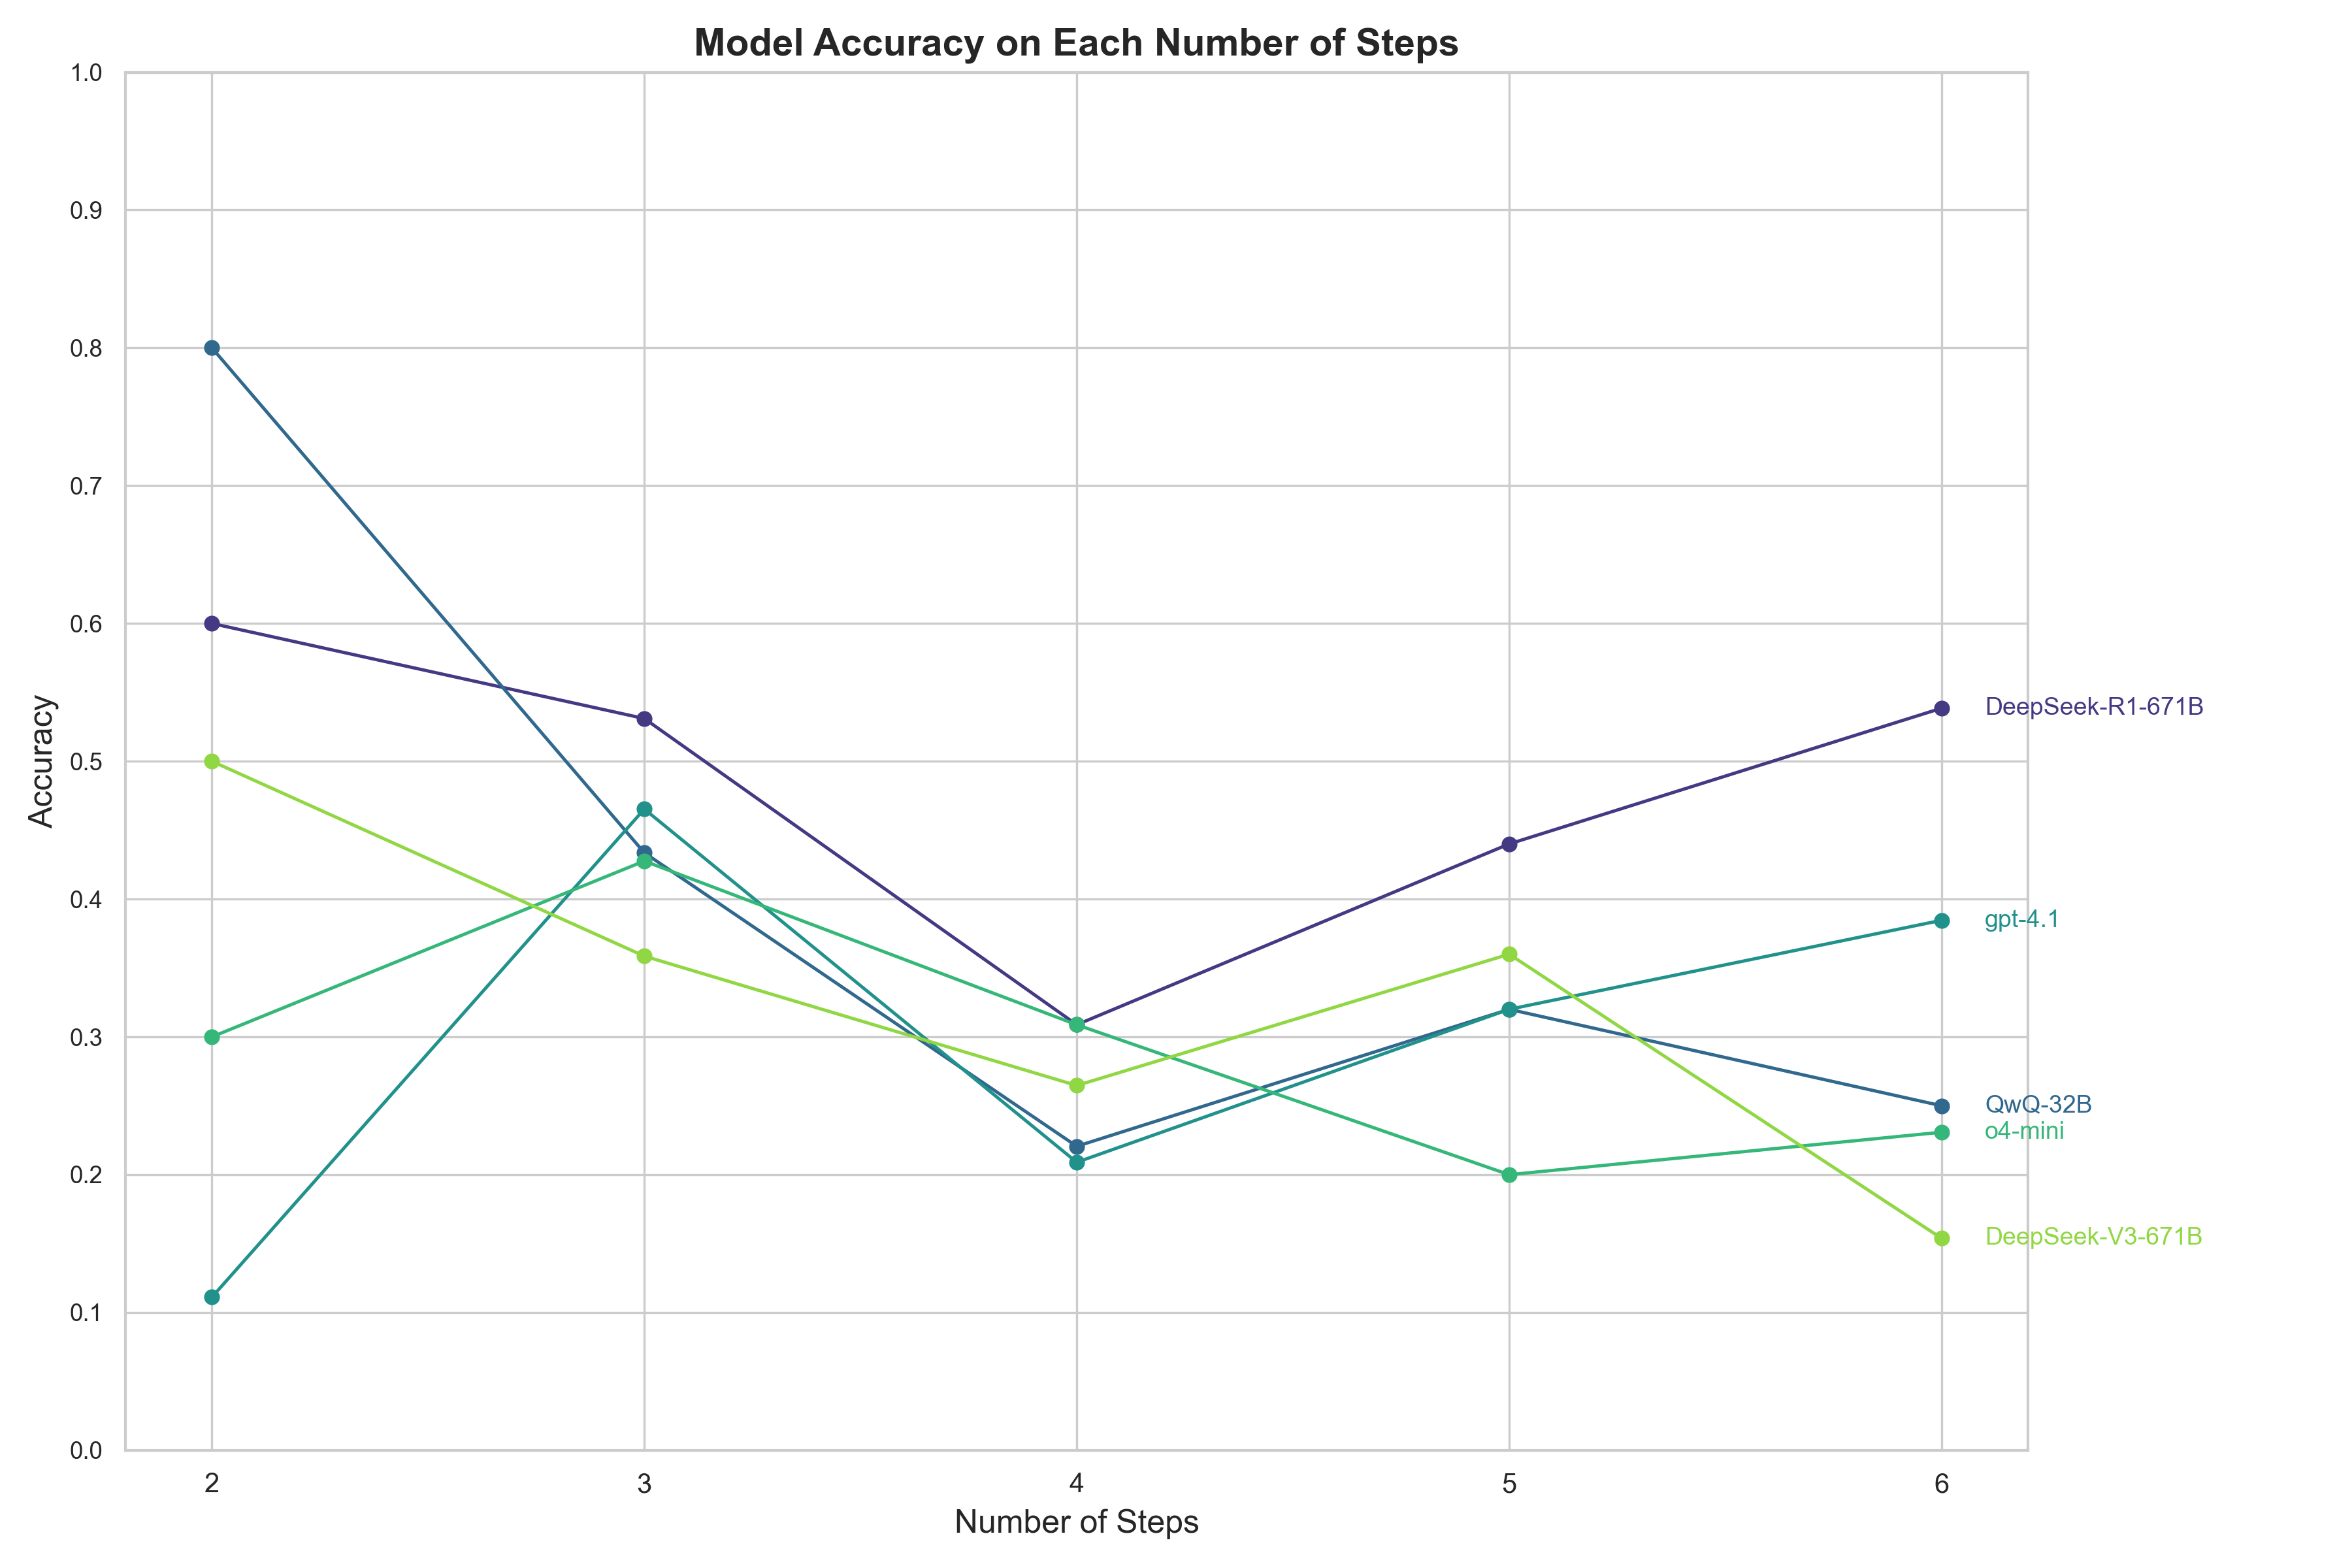 Model Accuracy on Each Number of Steps
1.0
0.9
0.8
0.7
0.6
0.5
0.4
0.3
0.2
0.1
0.0
Accuracy
DeepSeek-R1-671B
gpt-4.1
QwQ-32B
o4-mini
DeepSeek-V3-671B
2 3 4 5 6
Number of Steps